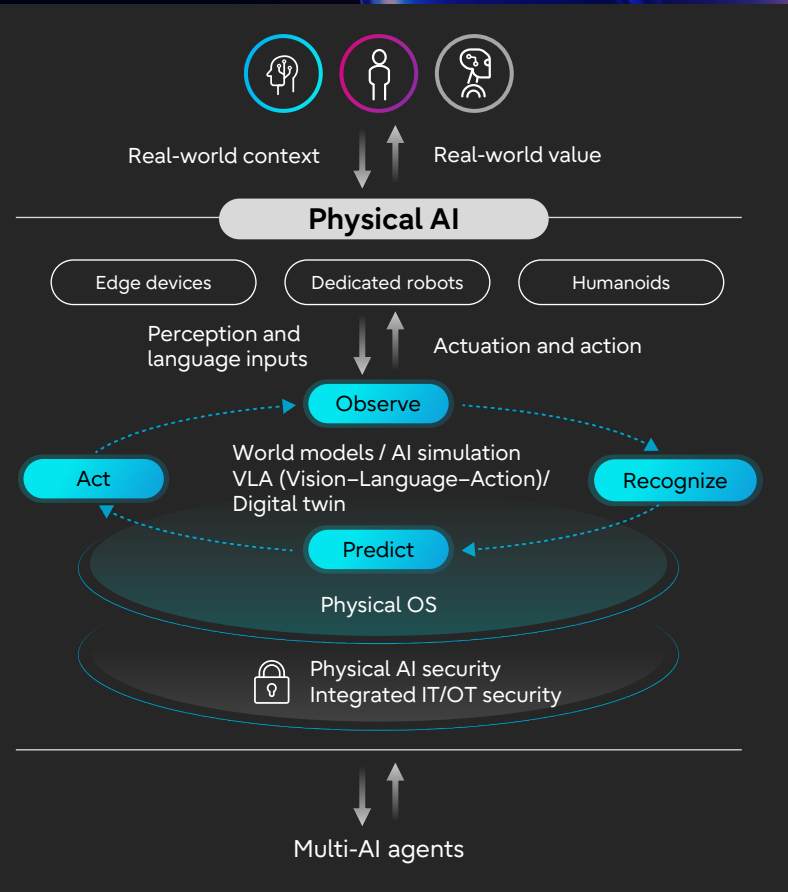 Real-world context
Real-world value
Physical AI
Edge devices
Dedicated robots
Humanoids
Perception and
language inputs
Actuation and action
Observe
World models / AI simulation
VLA (Vision–Language–Action)/
Digital twin
Act
Recognize
Predict
Physical OS
Physical AI security
Integrated IT/OT security
Multi-AI agents